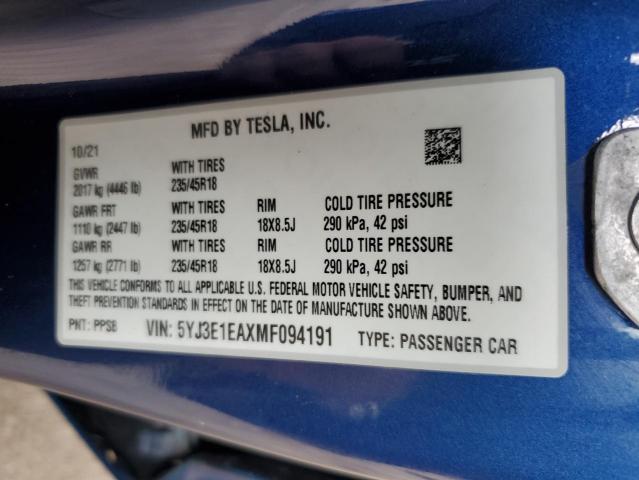 MFD BY TESLA, INC.
10/21
GVWR WITH TIRES
2017 kg (4446 lb) 235/45R18
GAWR FRT WITH TIRES RIM COLD TIRE PRESSURE
1110 kg (2447 lb) 235/45R18 18X8.5J 290 kPa, 42 psi
GAWR RR WITH TIRES RIM COLD TIRE PRESSURE
1257 kg (2771 lb) 235/45R18 18X8.5J 290 kPa, 42 psi
THIS VEHICLE CONFORMS TO ALL APPLICABLE U.S. FEDERAL MOTOR VEHICLE SAFETY, BUMPER, AND
THEFT PREVENTION STANDARDS IN EFFECT ON THE DATE OF MANUFACTURE SHOWN ABOVE.
PNT: PPSB VIN: 5YJ3E1EAXMF094191 TYPE: PASSENGER CAR